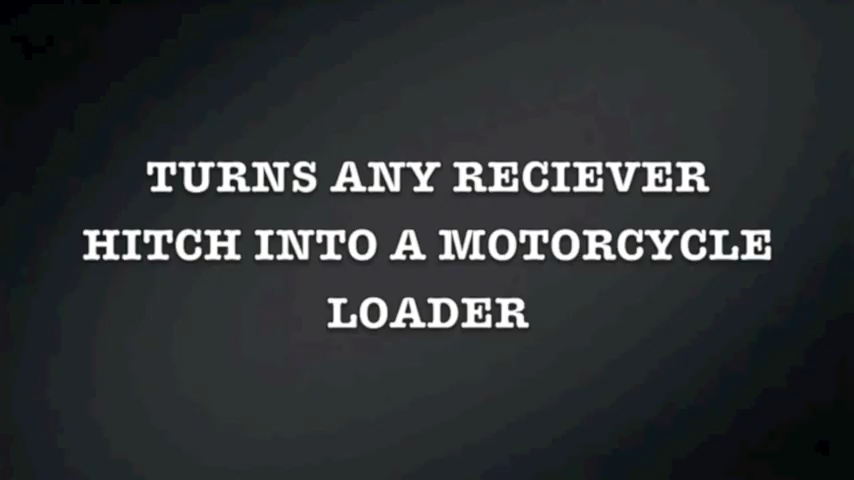 TURNS ANY RECIEVER
HITCH INTO A MOTORCYCLE
LOADER